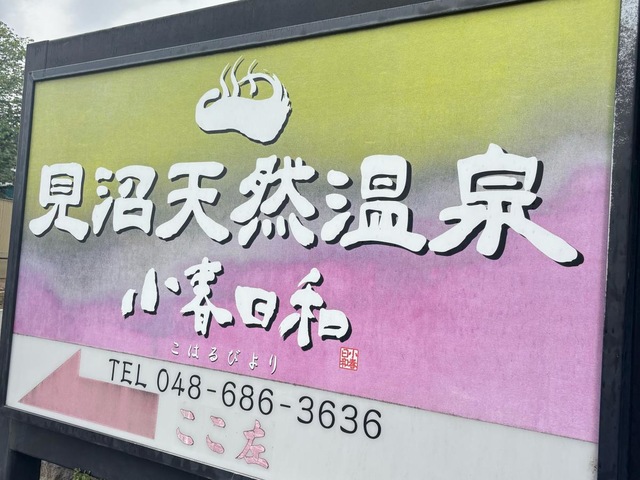 見沼天然温泉
小春日和
こはるびより
TEL 048-686-3636
ここ左